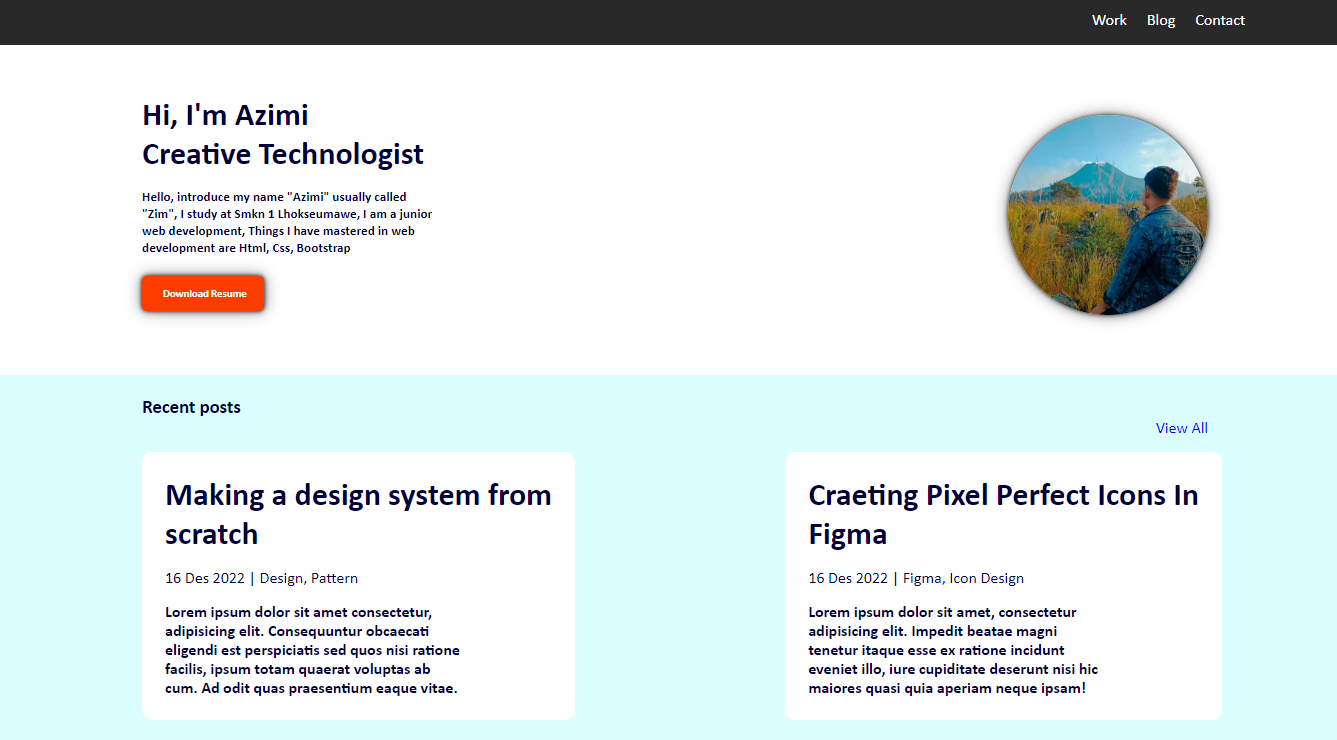 Work Blog Contact
Hi, I'm Azimi
Creative Technologist
Hello, introduce my name "Azimi" usually called
"Zim", I study at Smkn 1 Lhokseumawe, I am a junior
web development, Things I have mastered in web
development are Html, Css, Bootstrap
Download Resume
Recent posts
View All
Making a design system from
scratch
16 Des 2022 | Design, Pattern
Lorem ipsum dolor sit amet consectetur,
adipisicing elit. Consequuntur obcaecati
eligendi est perspiciatis sed quos nisi ratione
facilis, ipsum totam quaerat voluptas ab
cum. Ad odit quas praesentium eaque vitae.
Craeting Pixel Perfect Icons In
Figma
16 Des 2022 | Figma, Icon Design
Lorem ipsum dolor sit amet, consectetur
adipisicing elit. Impedit beatae magni
tenetur itaque esse ex ratione incidunt
eveniet illo, iure cupiditate deserunt nisi hic
maiores quasi quia aperiam neque ipsam!